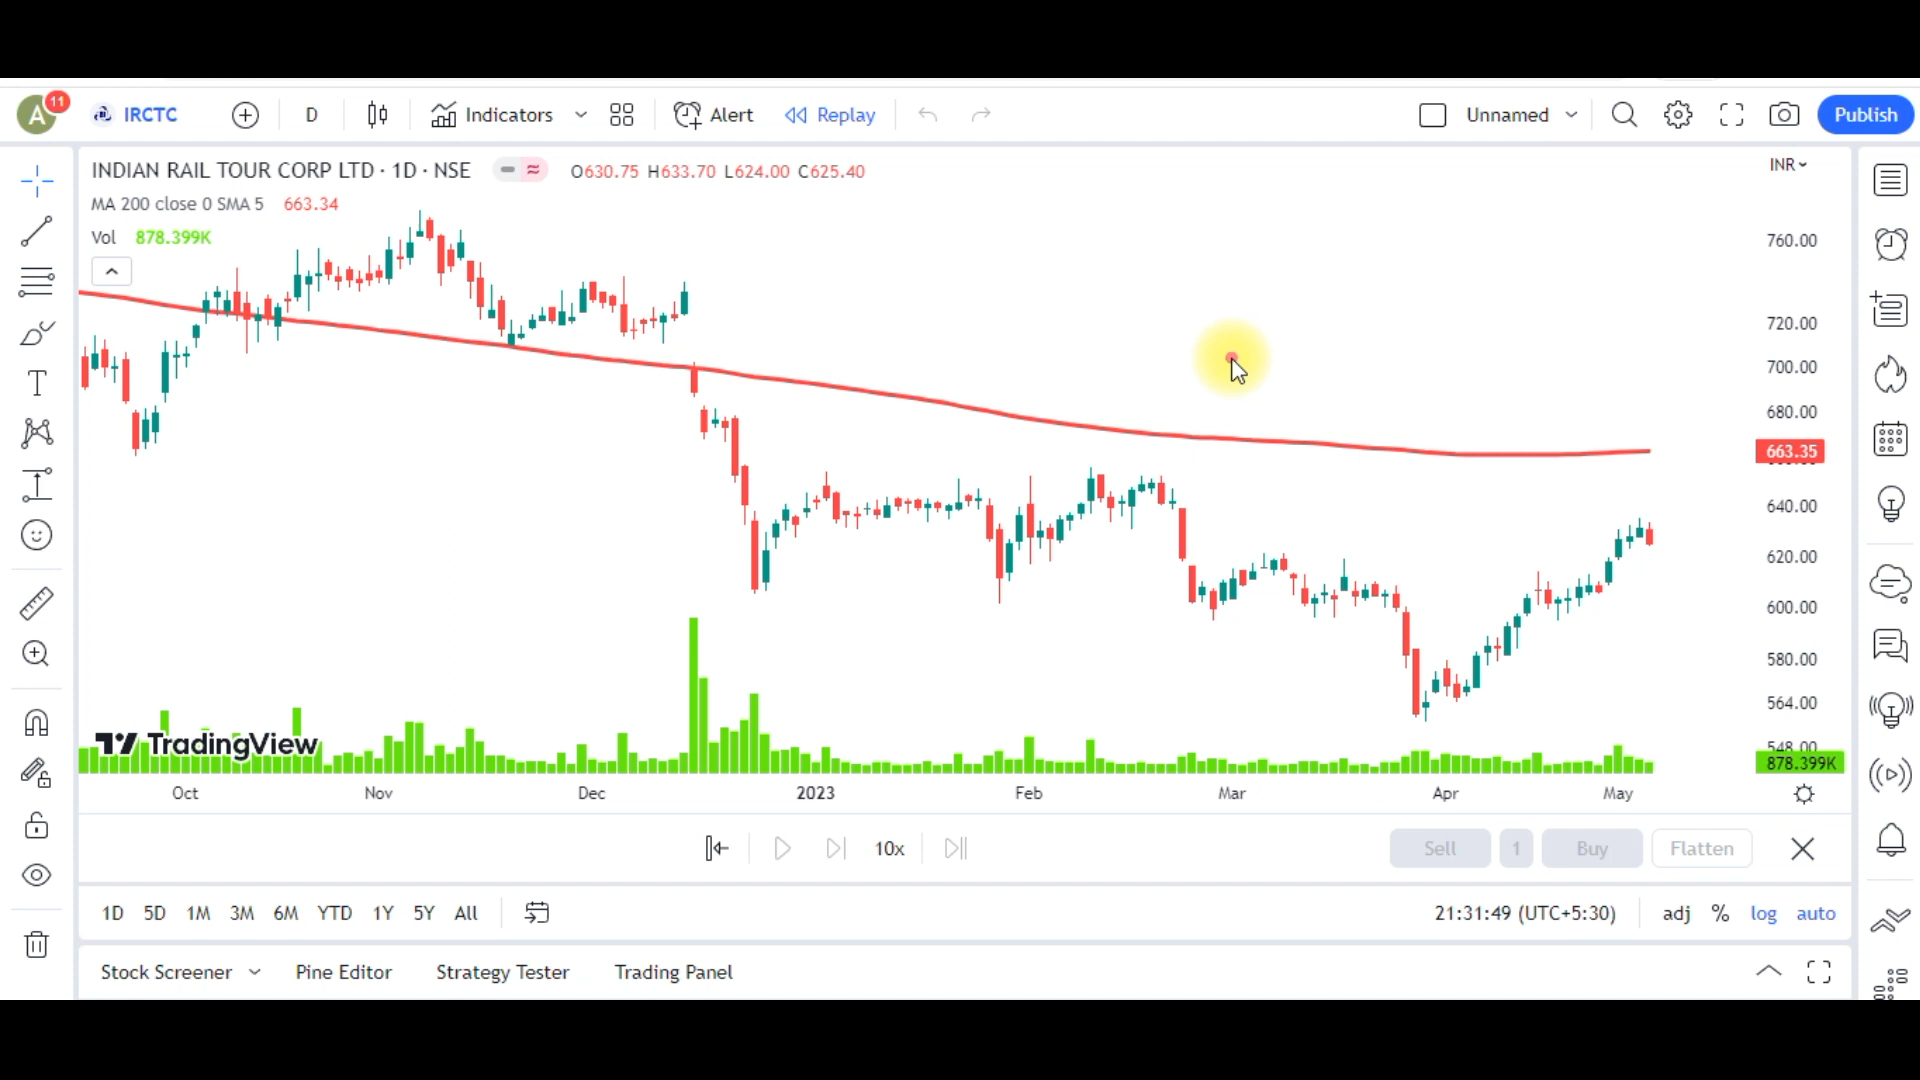 A 11 IRCTC D Indicators Alert Replay Unnamed Publish
INDIAN RAIL TOUR CORP LTD · 1D · NSE O630.75 H633.70 L624.00 C625.40 INR
MA 200 close 0 SMA 5 663.34
Vol 878.399K
760.00
720.00
700.00
680.00
663.35
640.00
620.00
600.00
580.00
564.00
548.00
TradingView
878.399K
Oct Nov Dec 2023 Feb Mar Apr May
10x Sell 1 Buy Flatten
1D 5D 1M 3M 6M YTD 1Y 5Y All 21:31:49 (UTC+5:30) adj % log auto
Stock Screener Pine Editor Strategy Tester Trading Panel